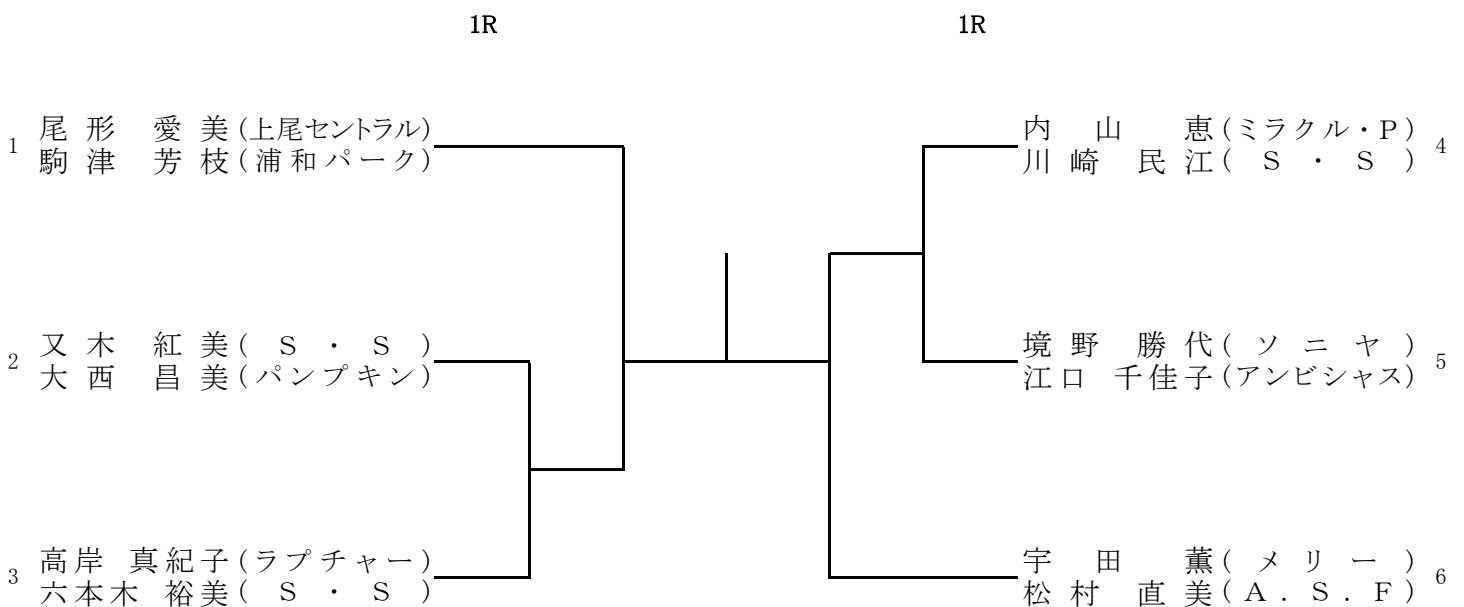 1R 1R
1 尾形 愛美(上尾セントラル)
駒津 芳枝(浦和パーク)
2 又木 紅美(S・S)
大西 昌美(パンプキン)
3 高岸 真紀子(ラプチャー)
六本木 裕美(S・S)
内山 恵(ミラクル・P) 4
川崎 民江(S・S)
境野 勝代(ソニヤ) 5
江口 千佳子(アンビシャス)
宇田 薫(メリー) 6
松村 直美(A.S.F)